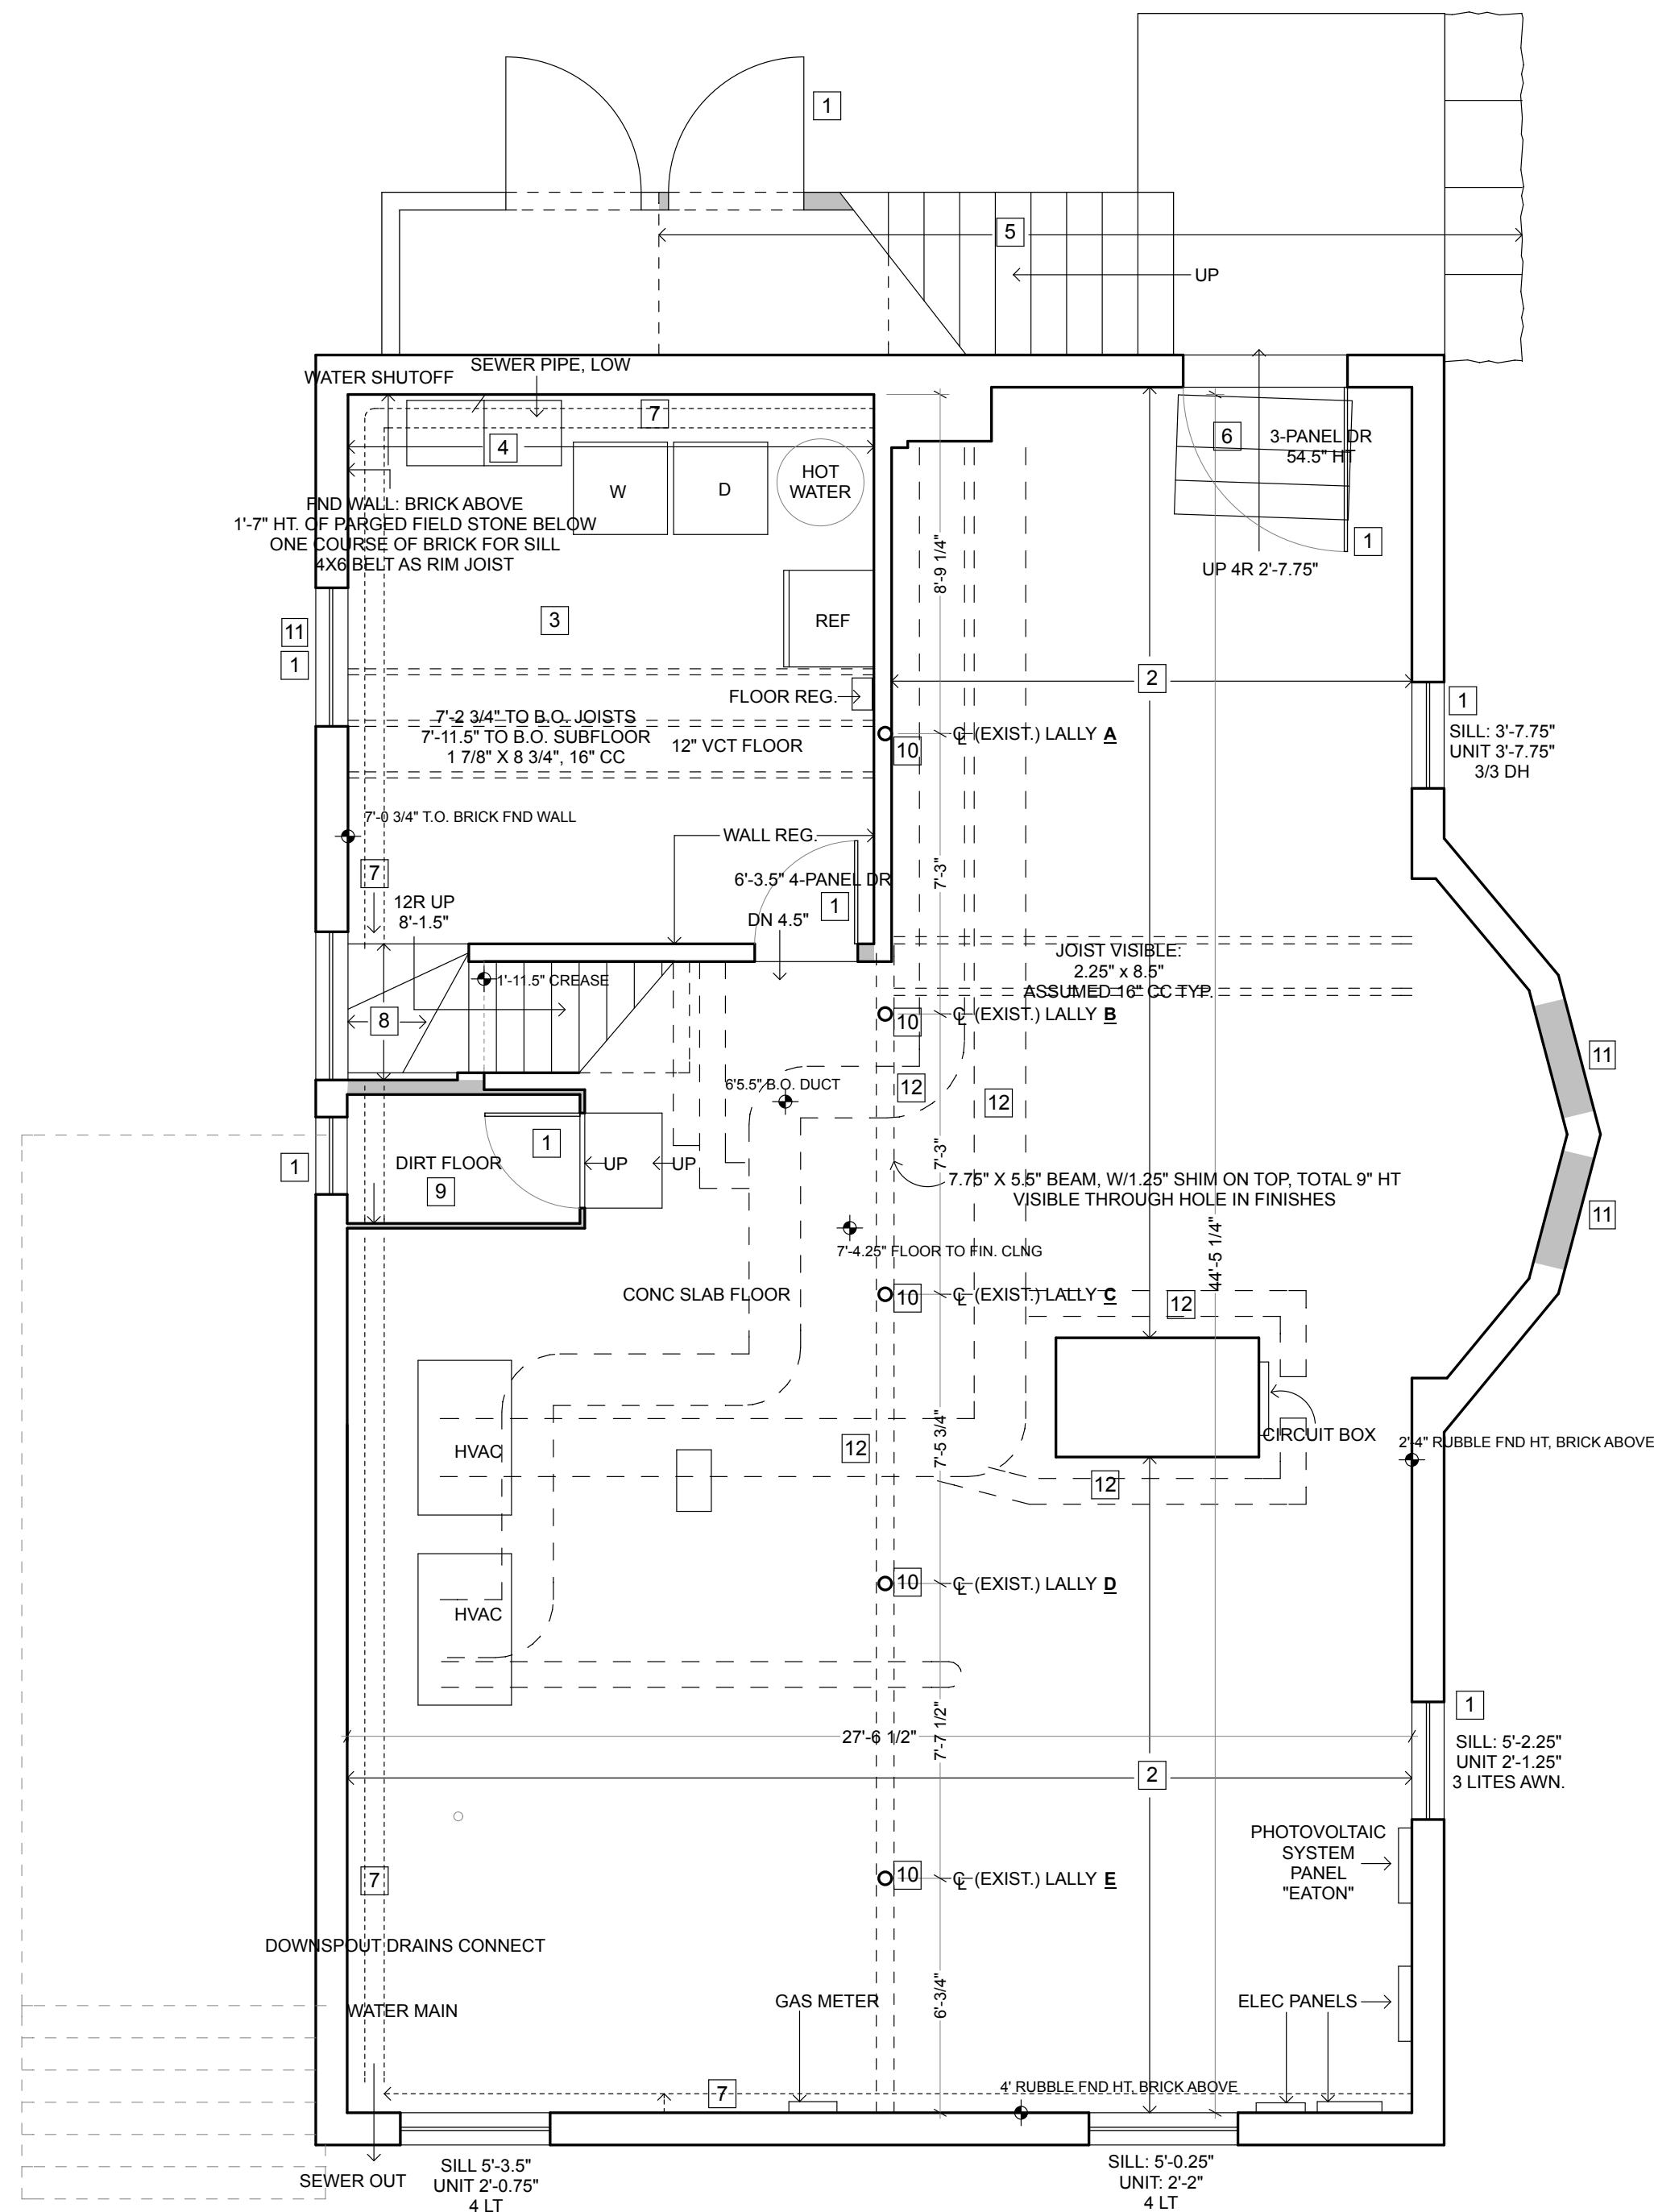 1
5
UP
SEWER PIPE, LOW
WATER SHUTOFF
7
4
6
3-PANEL DR
54.5" HT
HOT
WATER
W
D
FND WALL: BRICK ABOVE
1'-7" HT. OF PARGED FIELD STONE BELOW
ONE COURSE OF BRICK FOR SILL
4X6 BELT AS RIM JOIST
1
8'-9 1/4"
UP 4R 2'-7.75"
3
REF
11
1
2
FLOOR REG.
1
SILL: 3'-7.75"
UNIT 3'-7.75"
3/3 DH
7'-2 3/4" TO B.O. JOISTS
7'-11.5" TO B.O. SUBFLOOR
1 7/8" X 8 3/4", 16" CC
12" VCT FLOOR
10
℄ (EXIST.) LALLY A
7'-0 3/4" T.O. BRICK FND WALL
WALL REG.
7
7'-3"
6'-3.5" 4-PANEL DR
12R UP
8'-1.5"
1
DN 4.5"
JOIST VISIBLE:
2.25" x 8.5"
ASSUMED 16" CC TYP.
1'-11.5" CREASE
8
10
℄ (EXIST.) LALLY B
11
6'5.5" B.O. DUCT
12
12
1
DIRT FLOOR
1
UP
UP
7'-3"
9
7.75" X 5.5" BEAM, W/1.25" SHIM ON TOP, TOTAL 9" HT
VISIBLE THROUGH HOLE IN FINISHES
11
7'-4.25" FLOOR TO FIN. CLNG
44'-5 1/4"
CONC SLAB FLOOR
10
℄ (EXIST.) LALLY C
12
CIRCUIT BOX
2'-4" RUBBLE FND HT, BRICK ABOVE
HVAC
12
7'-5 3/4"
12
10
℄ (EXIST.) LALLY D
HVAC
1
27'-6 1/2"
7'-7 1/2"
SILL: 5'-2.25"
UNIT 2'-1.25"
3 LITES AWN.
2
PHOTOVOLTAIC
SYSTEM
PANEL
"EATON"
7
10
℄ (EXIST.) LALLY E
DOWNSPOUT DRAINS CONNECT
WATER MAIN
GAS METER
6'-3/4"
ELEC PANELS
7
4' RUBBLE FND HT, BRICK ABOVE
SEWER OUT
SILL 5'-3.5"
UNIT 2'-0.75"
4 LT
SILL: 5'-0.25"
UNIT: 2'-2"
4 LT